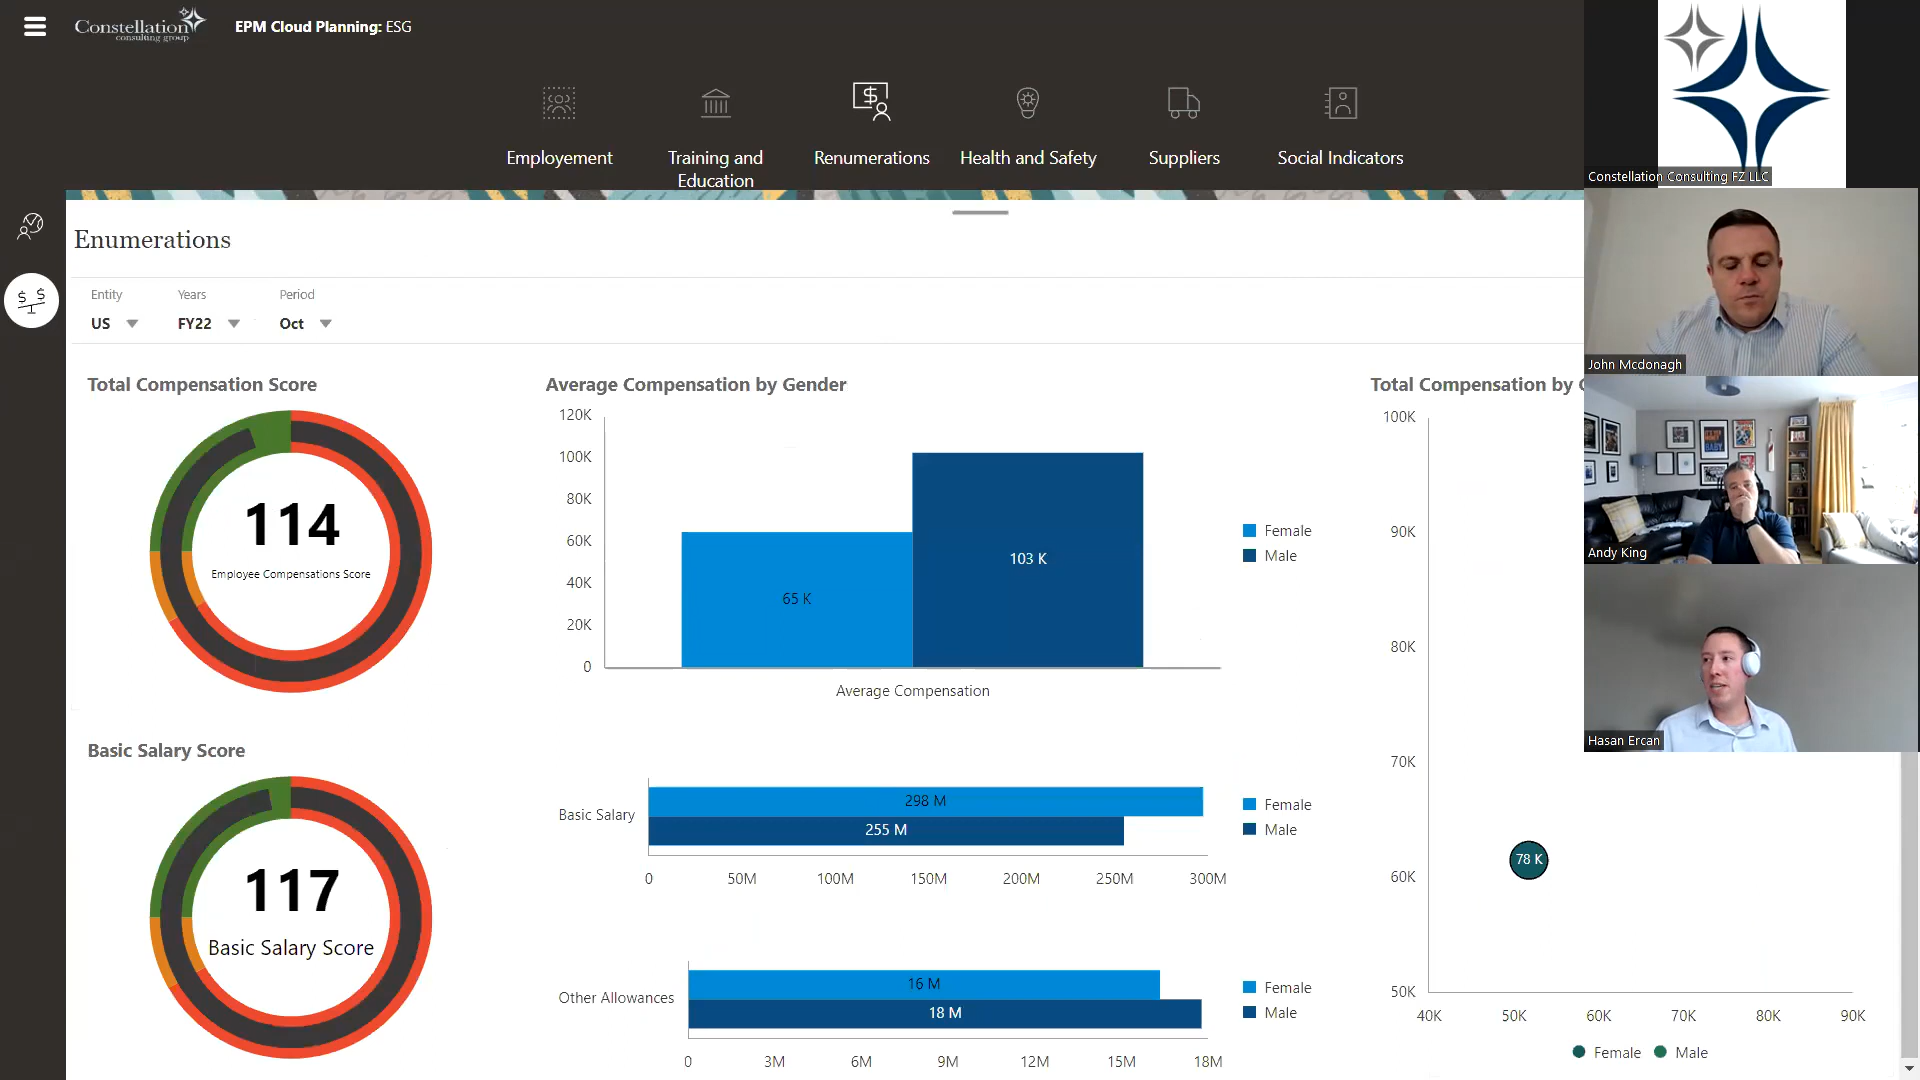 Constellation
consulting group
EPM Cloud Planning: ESG
Employement
Training and
Education
Renumerations
Health and Safety
Suppliers
Social Indicators
Constellation Consulting FZ LLC
Enumerations
Entity
Years
Period
US
FY22
Oct
John Mcdonagh
Total Compensation Score
Average Compensation by Gender
Total Compensation by
114
Employee Compensations Score
120K
100K
80K
60K
40K
20K
0
65 K
103 K
Average Compensation
Female
Male
Andy King
Hasan Ercan
Basic Salary Score
117
Basic Salary Score
Basic Salary
298 M
255 M
0
50M
100M
150M
200M
250M
300M
Female
Male
Other Allowances
16 M
18 M
0
3M
6M
9M
12M
15M
18M
Female
Male
100K
90K
80K
70K
60K
50K
78 K
40K
50K
60K
70K
80K
90K
Female
Male